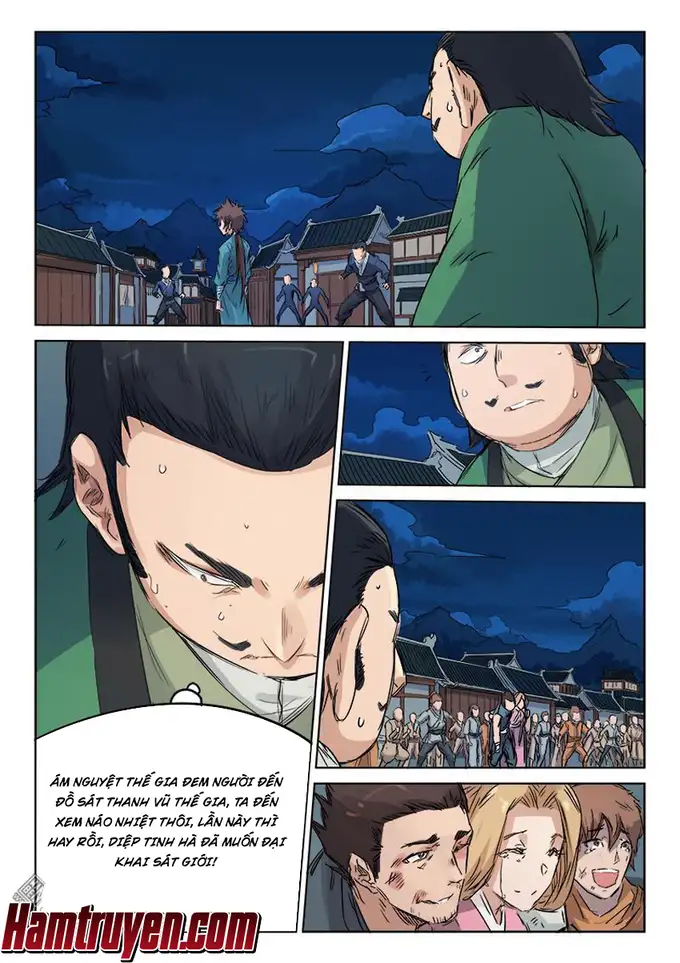 ÁM NGUYỆT THẾ GIA ĐEM NGƯỜI ĐẾN
ĐỒ SÁT THANH VŨ THẾ GIA, TA ĐẾN
XEM NÁO NHIỆT THÔI, LẦN NÀY THÌ
HAY RỒI, DIỆP TINH HÀ ĐÃ MUỐN ĐẠI
KHAI SÁT GIỚI!
Hamtruyen.com